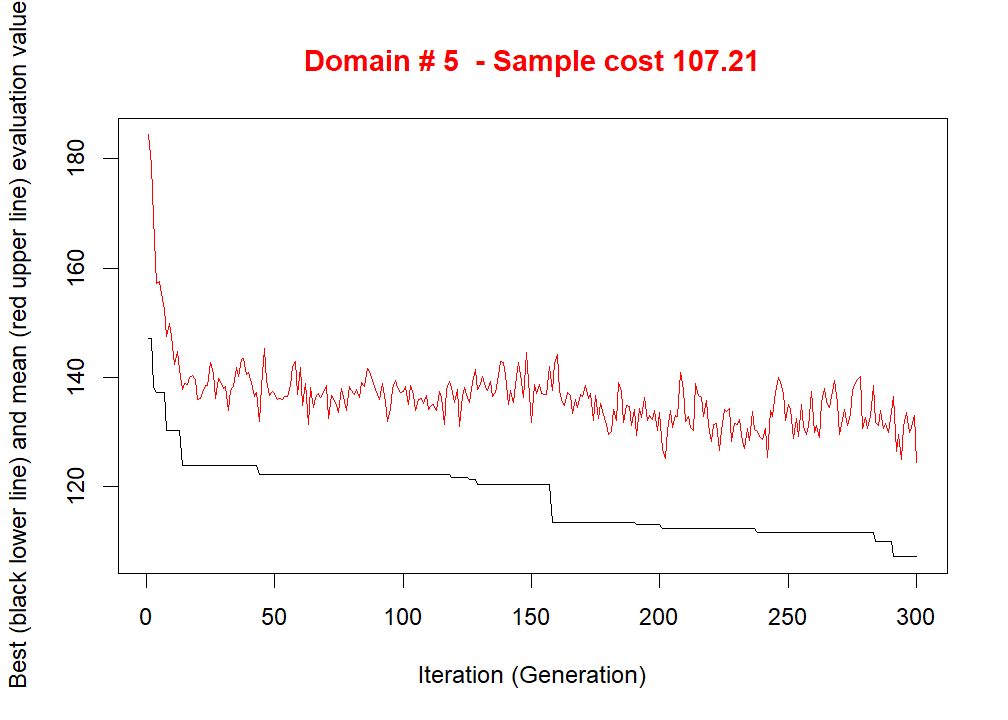 Domain # 5  - Sample cost 107.21
Best (black lower line) and mean (red upper line) evaluation value
180
160
140
120
0 50 100 150 200 250 300
Iteration (Generation)